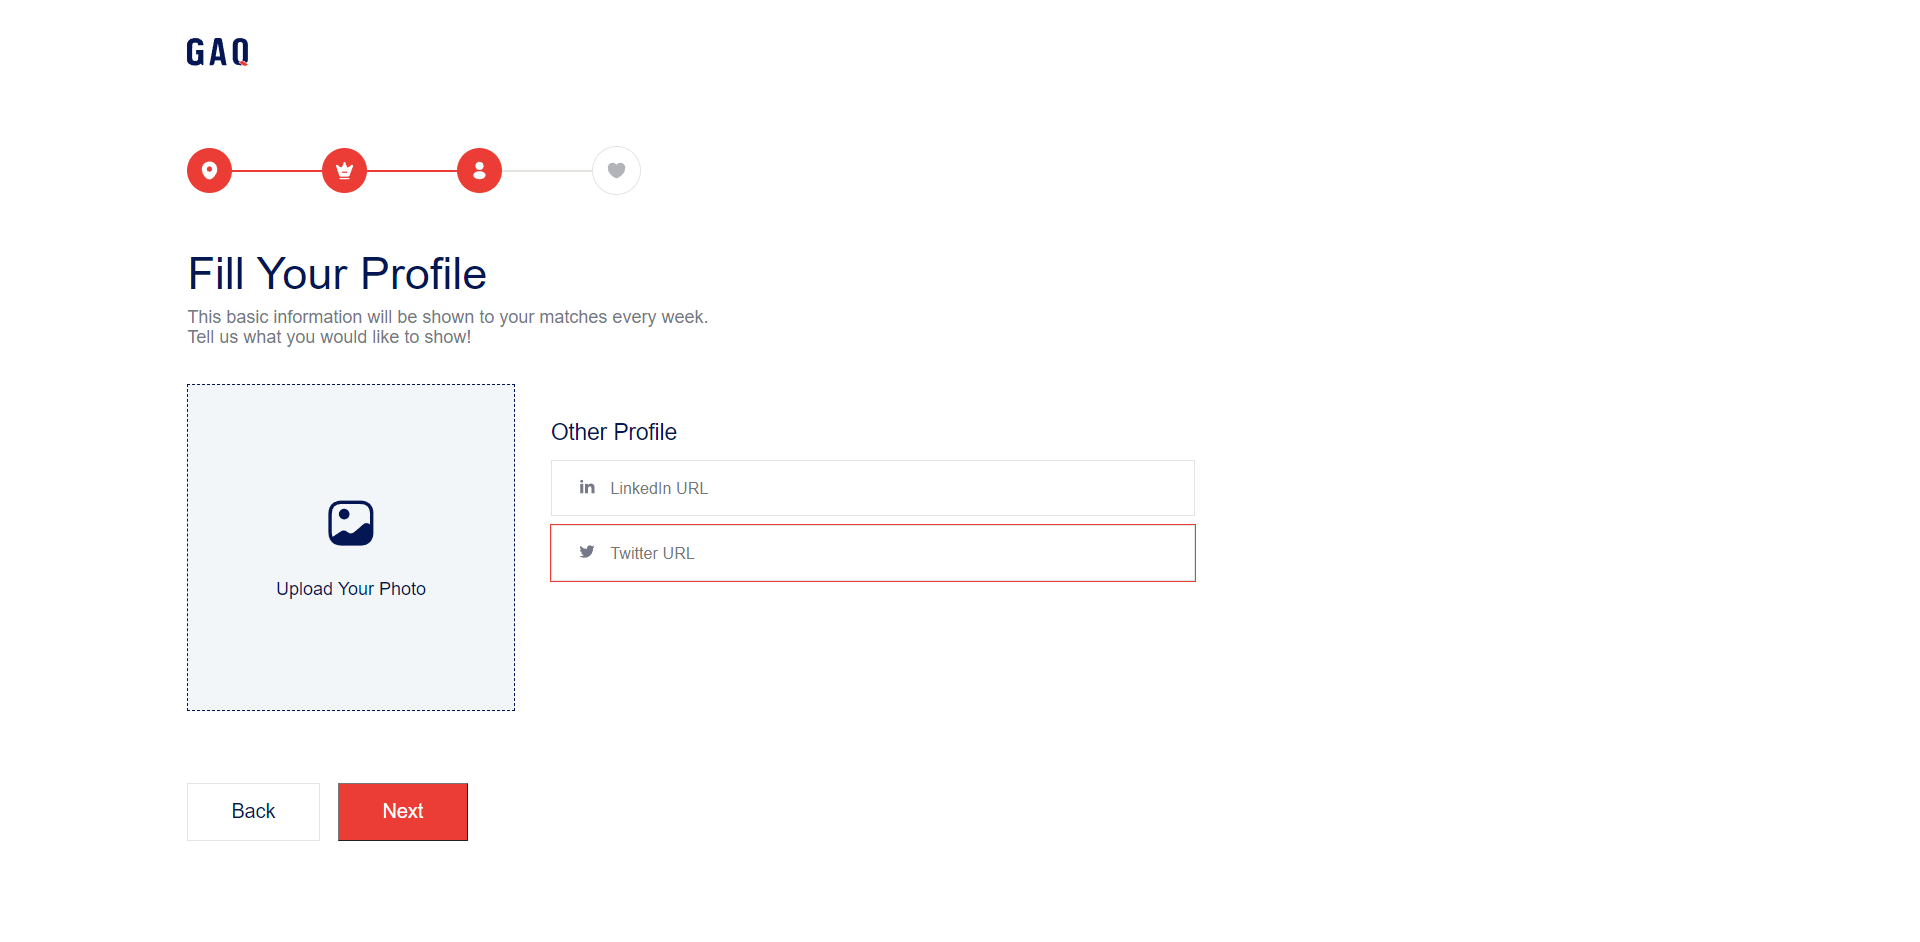 GAQ
Fill Your Profile
This basic information will be shown to your matches every week.
Tell us what you would like to show!
Other Profile
LinkedIn URL
Twitter URL
Upload Your Photo
Back
Next